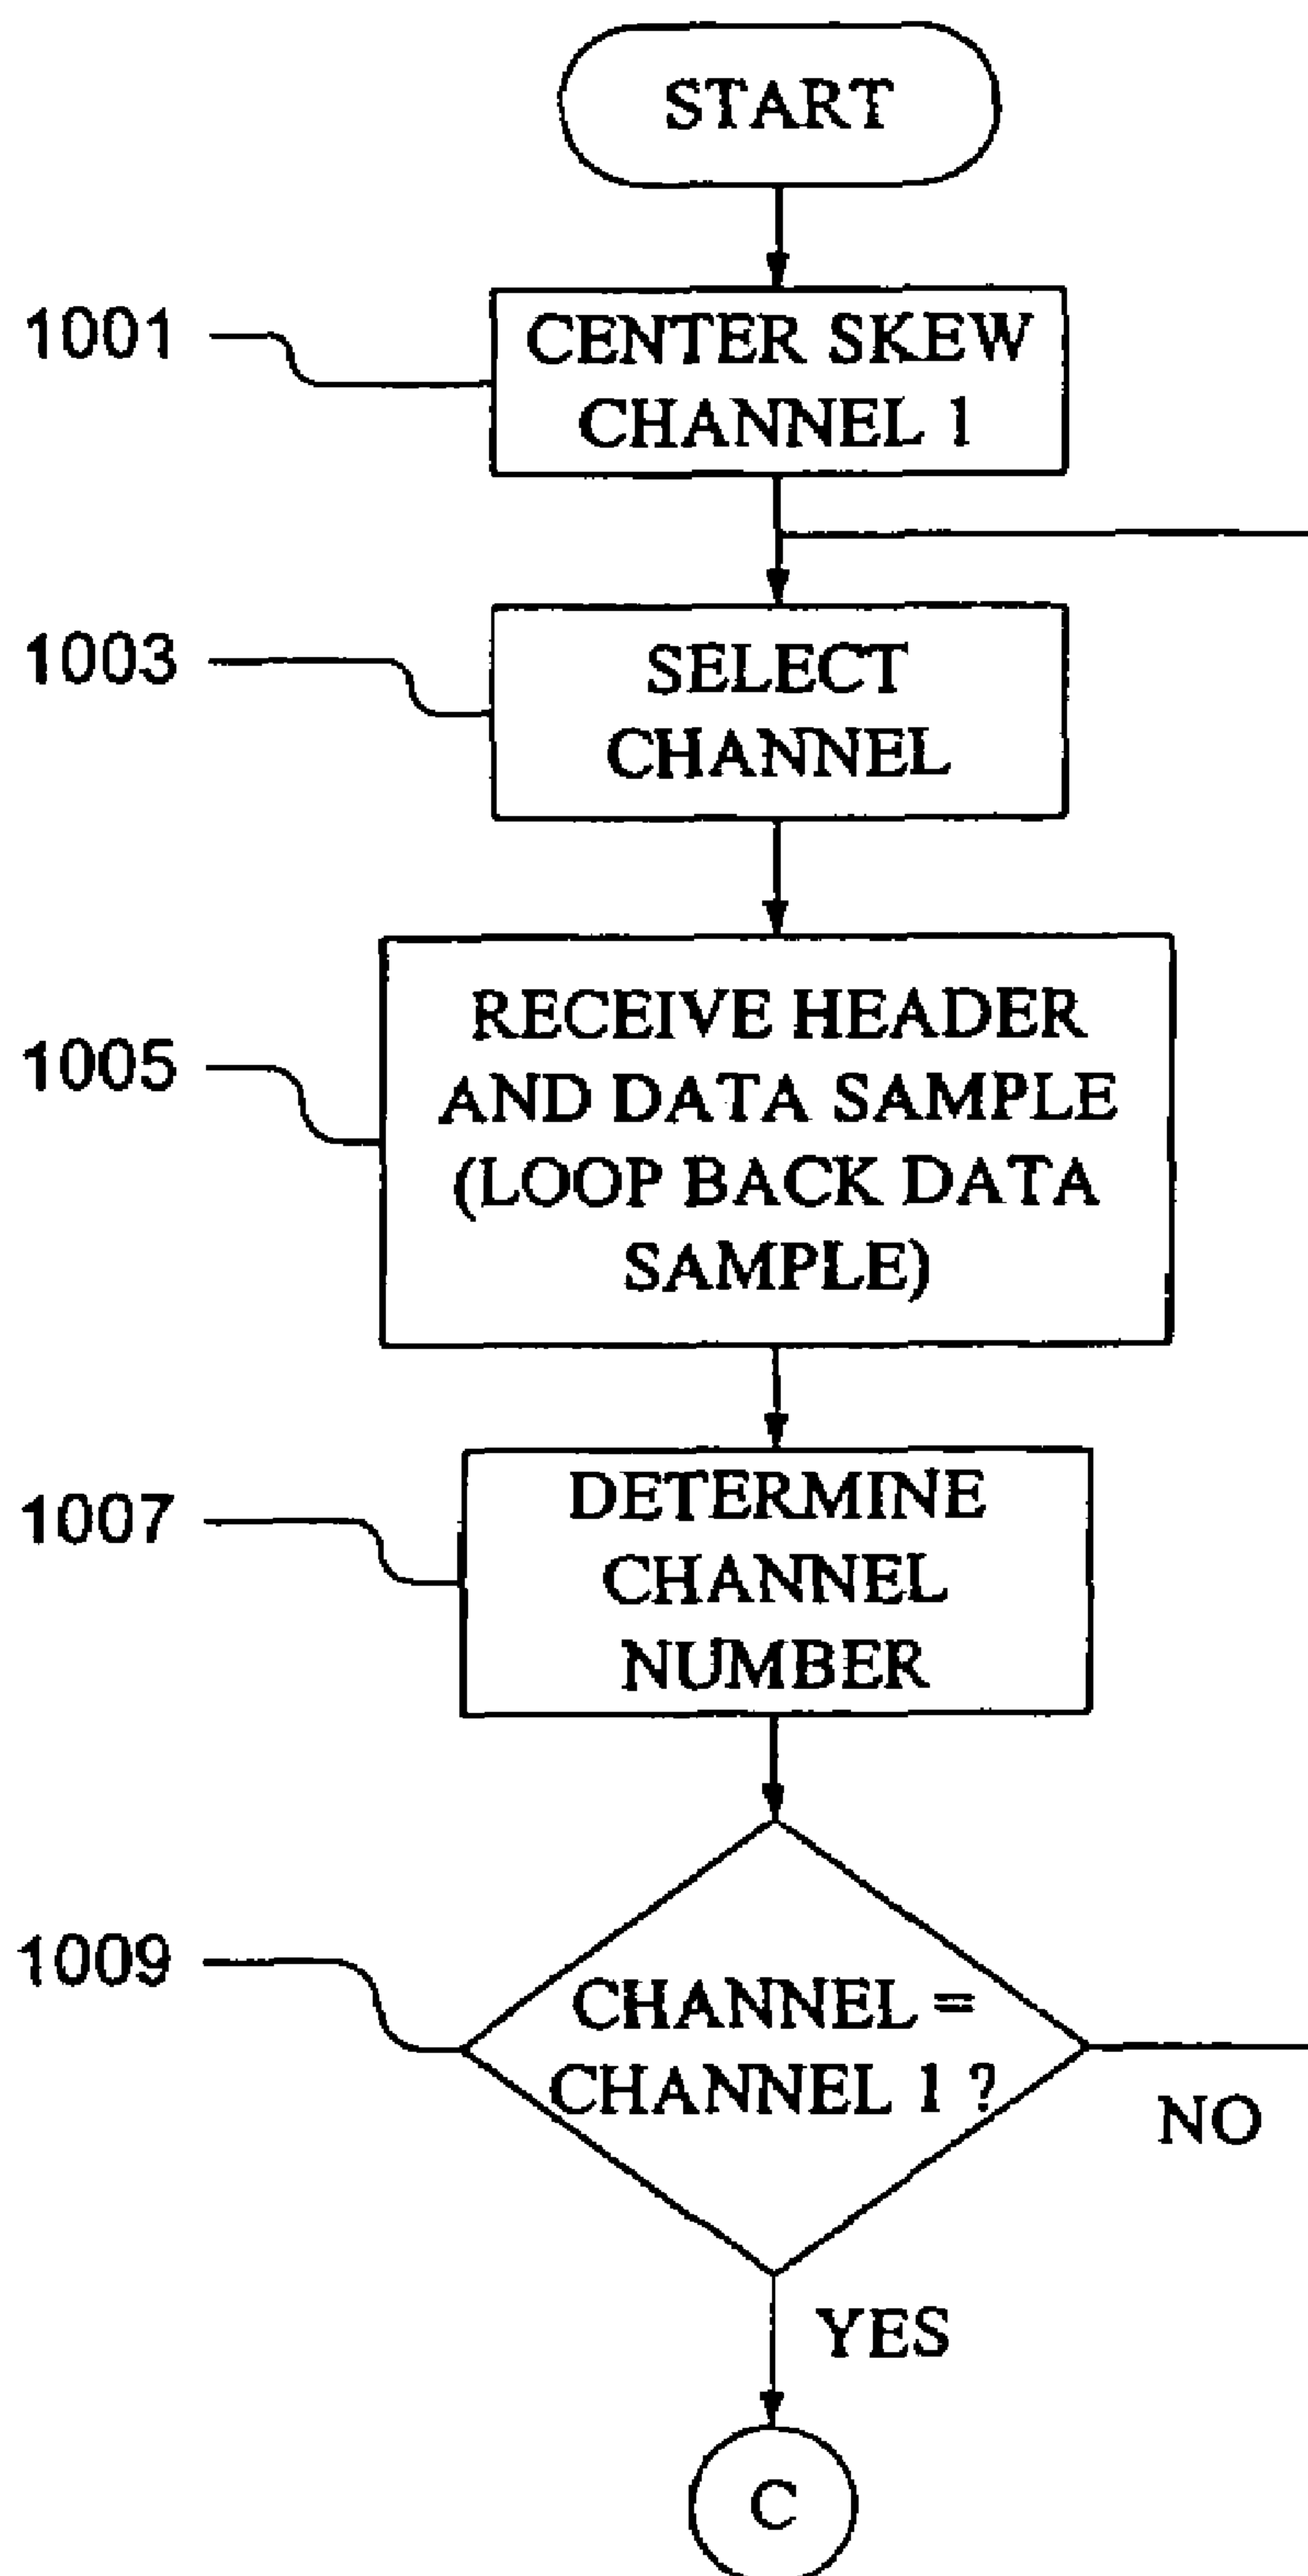 START
1001
CENTER SKEW
CHANNEL 1
1003
SELECT
CHANNEL
1005
RECEIVE HEADER
AND DATA SAMPLE
(LOOP BACK DATA
SAMPLE)
1007
DETERMINE
CHANNEL
NUMBER
1009
CHANNEL =
CHANNEL 1 ?
NO
YES
C